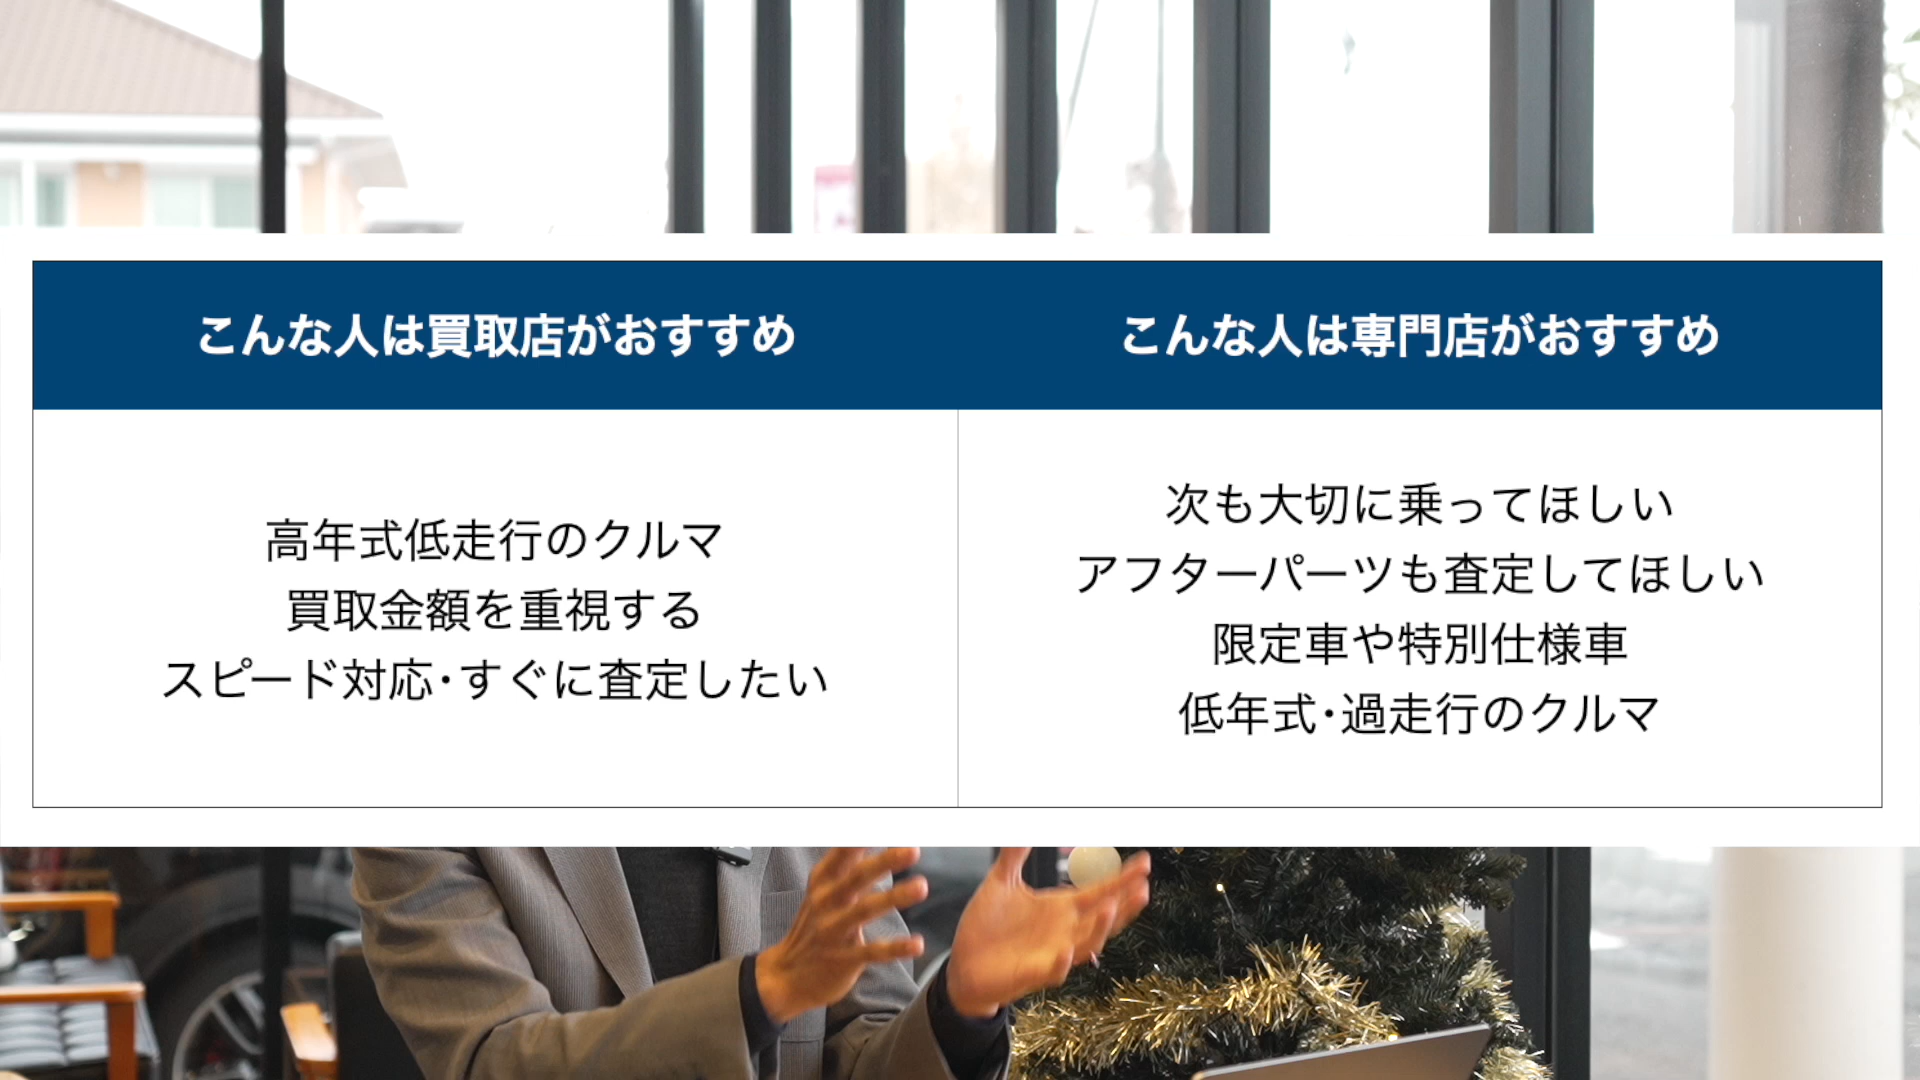 こんな人は買取店がおすすめ
高年式低走行のクルマ
買取金額を重視する
スピード対応･すぐに査定したい
こんな人は専門店がおすすめ
次も大切に乗ってほしい
アフターパーツも査定してほしい
限定車や特別仕様車
低年式･過走行のクルマ